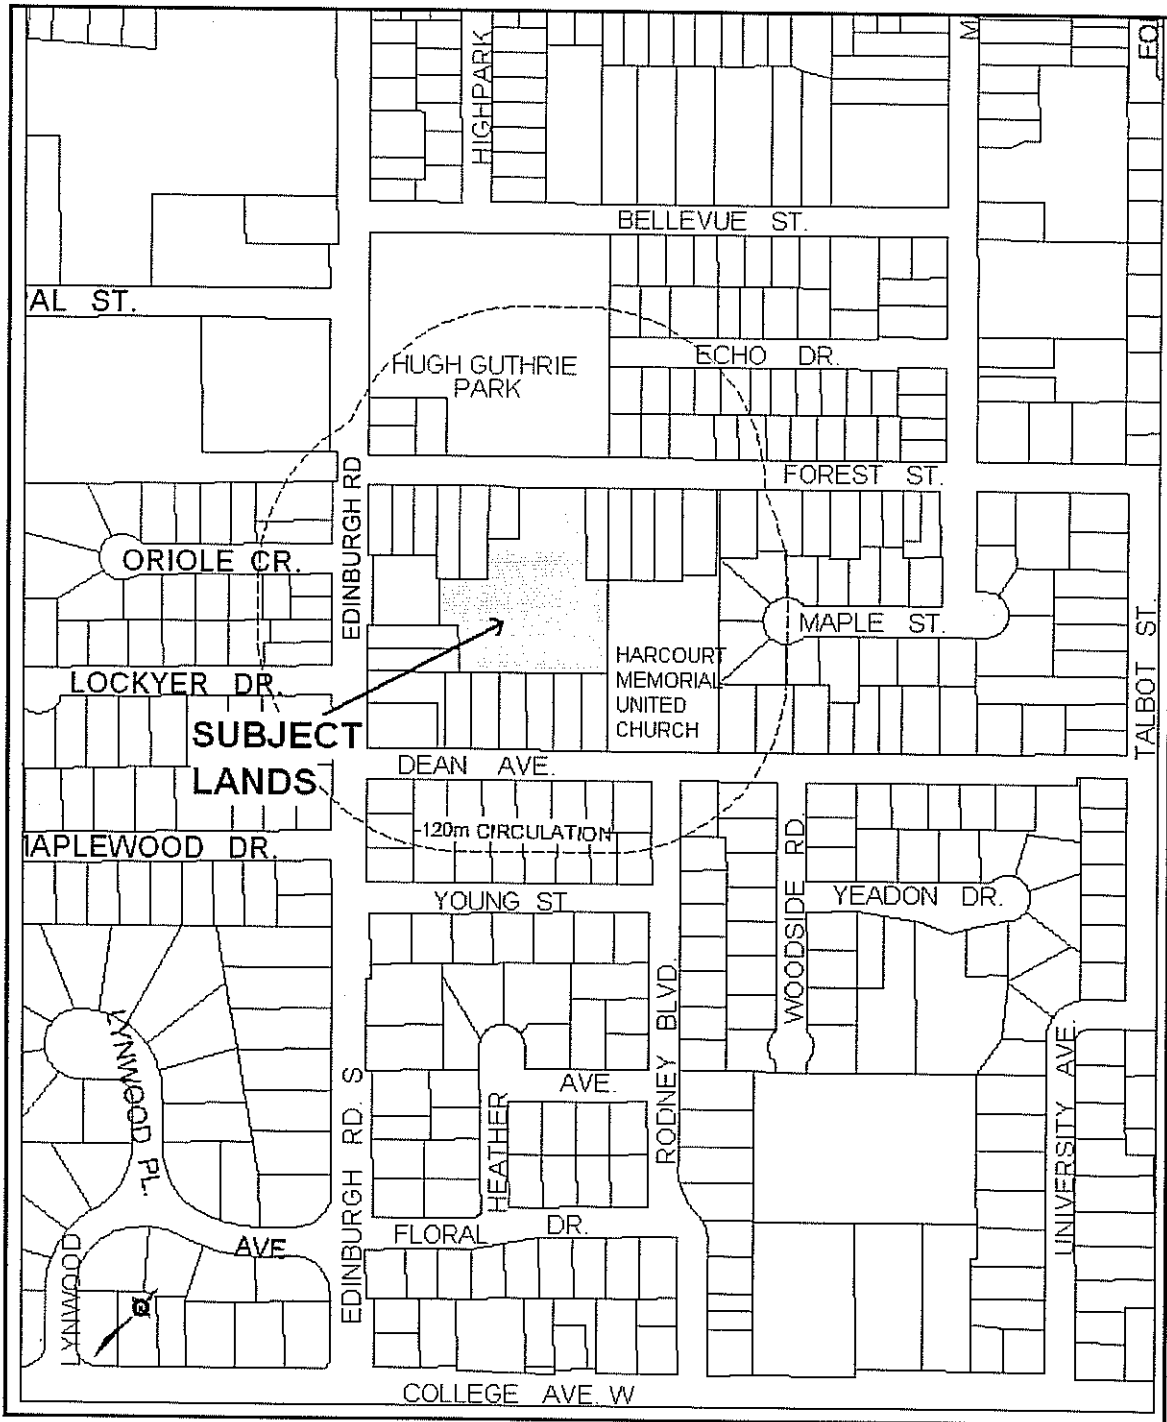 HIGHPARK
BELLEVUE ST.
AL ST.
HUGH GUTHRIE
PARK
ECHO DR.
FOREST ST.
EDINBURGH RD
ORIOLE CR.
MAPLE ST.
TALBOT ST.
HARCOURT
MEMORIAL
UNITED
CHURCH
LOCKYER DR.
SUBJECT
LANDS
DEAN AVE.
120m CIRCULATION
APLEWOOD DR.
YOUNG ST
WOODSIDE RD.
YEADON DR.
LYNWOOD PL.
RODNEY BLVD.
HEATHER
AVE.
UNIVERSITY AVE.
EDINBURGH RD. S
FLORAL DR.
LYNWOOD
AVE
COLLEGE AVE. W